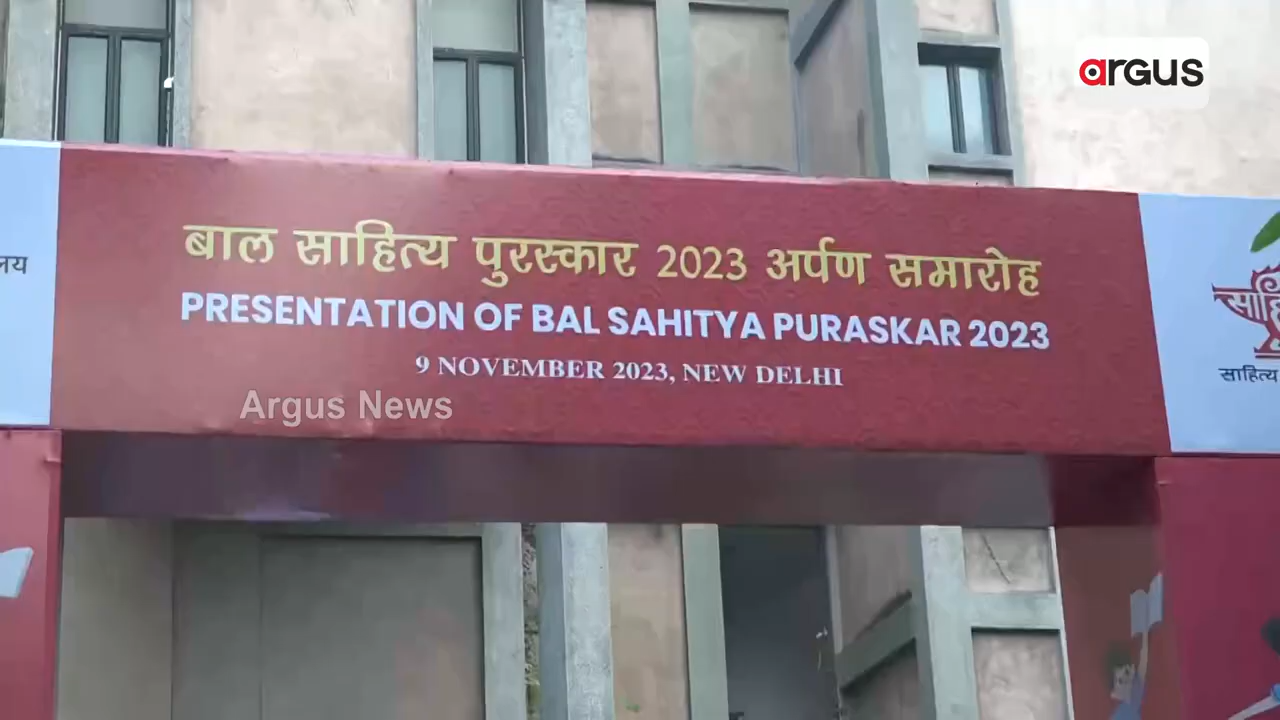 argus
बाल साहित्य पुरस्कार 2023 अर्पण समारोह
PRESENTATION OF BAL SAHITYA PURASKAR 2023
9 NOVEMBER 2023, NEW DELHI
Argus News
साहित्य